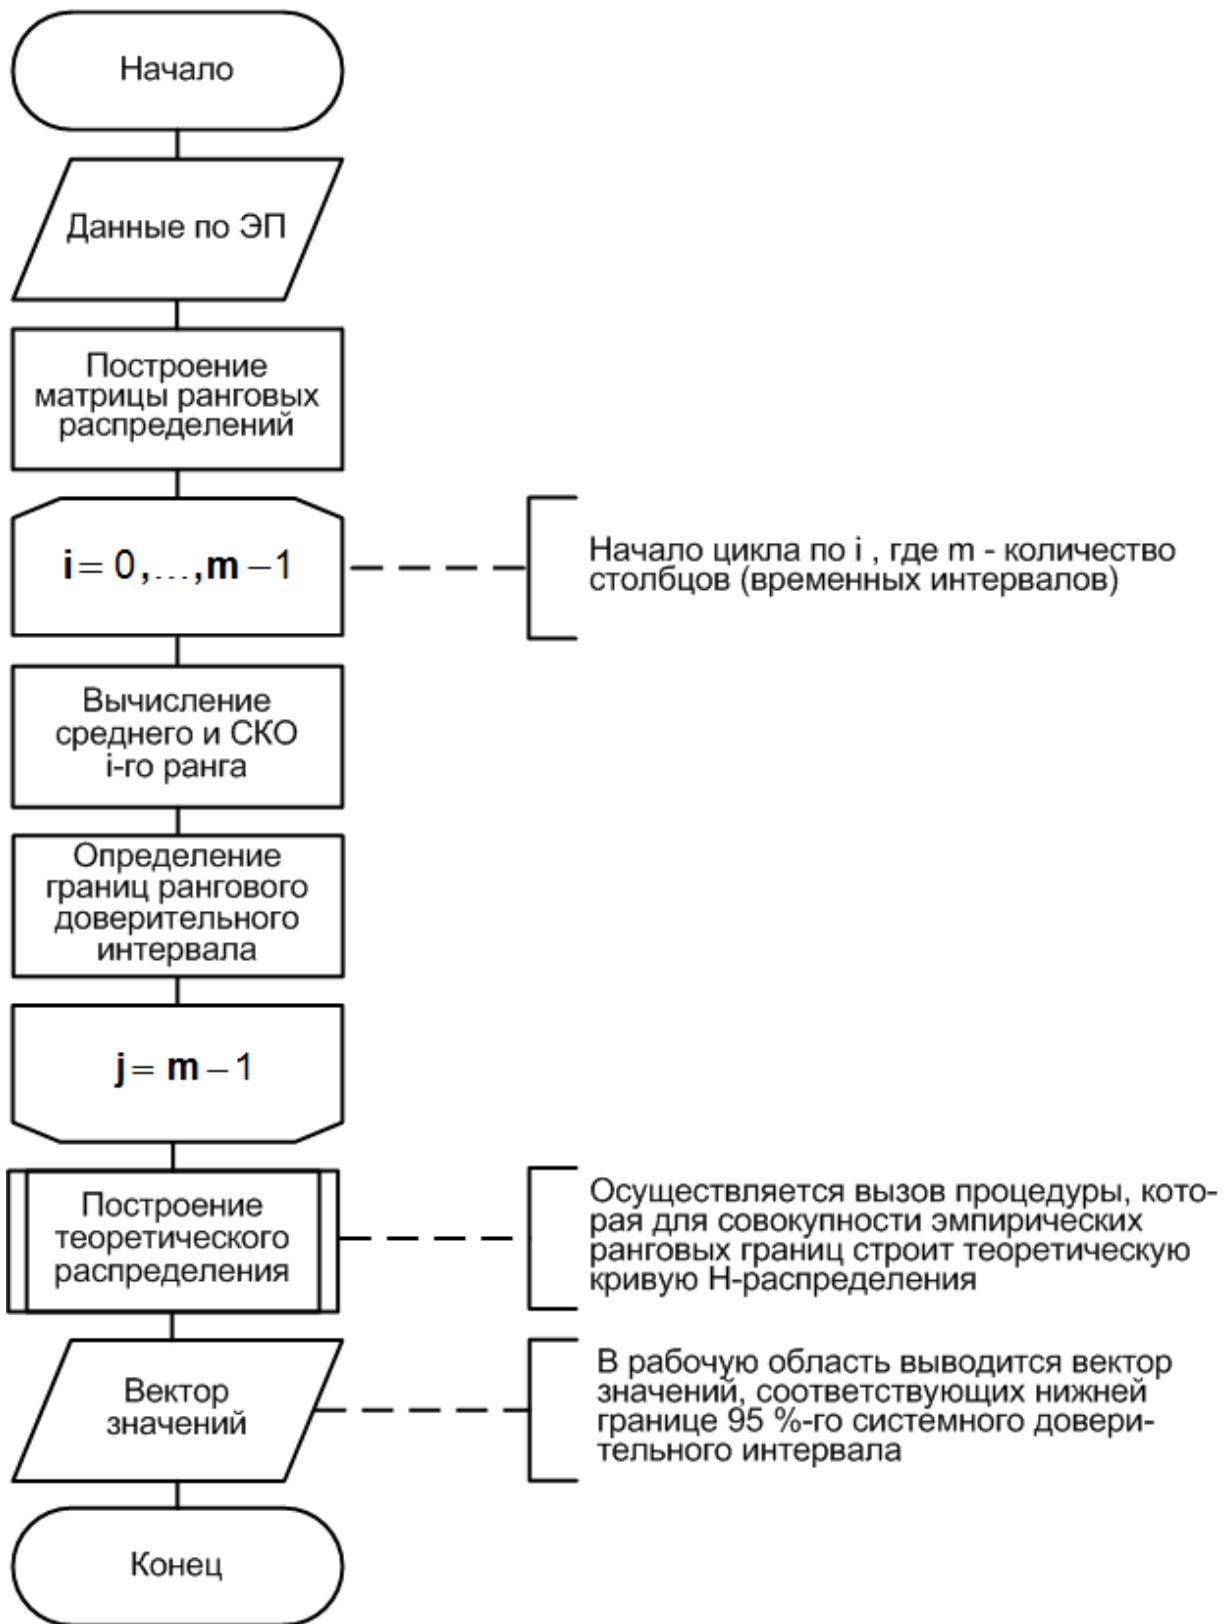 Начало
Данные по ЭП
Построение
матрицы ранговых
распределений
i = 0,...,m – 1
Начало цикла по i , где m - количество
столбцов (временных интервалов)
Вычисление
среднего и СКО
i-го ранга
Определение
границ рангового
доверительного
интервала
j = m – 1
Построение
теоретического
распределения
Осуществляется вызов процедуры, кото-
рая для совокупности эмпирических
ранговых границ строит теоретическую
кривую Н-распределения
Вектор
значений
В рабочую область выводится вектор
значений, соответствующих нижней
границе 95 %-го системного довери-
тельного интервала
Конец